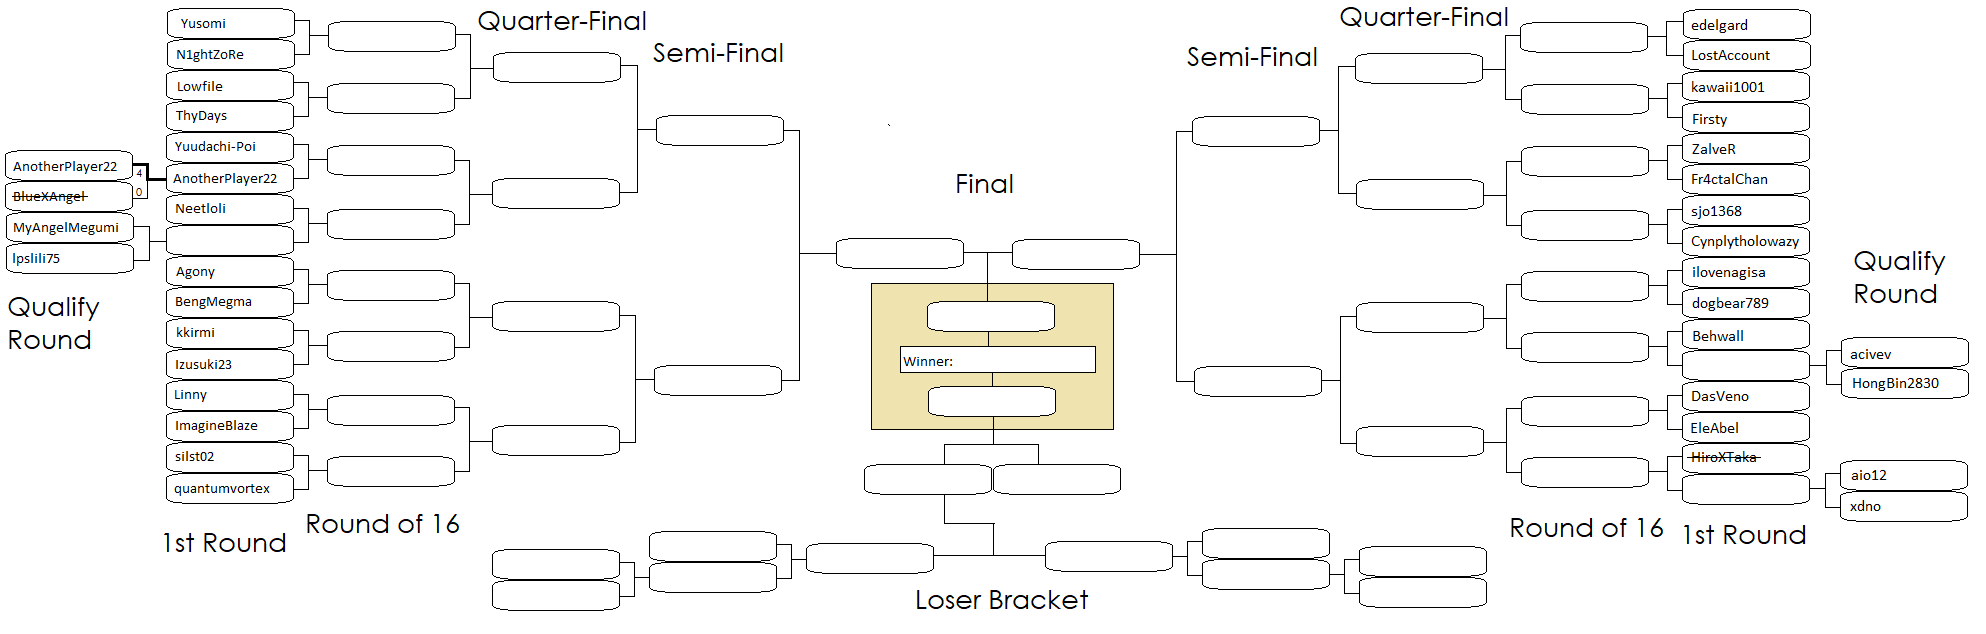 Quarter-Final
Semi-Final
Yusomi
N1ghtZoRe
Lowfile
ThyDays
Yuudachi-Poi
AnotherPlayer22
Neetloli
Agony
BengMegma
kkirmi
Izusuki23
Linny
ImagineBlaze
silst02
quantumvortex
AnotherPlayer22
4
BlueXAngel
0
MyAngelMegumi
lpslili75
Qualify
Round
1st Round
Round of 16
Final
Winner:
Loser Bracket
Quarter-Final
Semi-Final
edelgard
LostAccount
kawaii1001
Firsty
ZalveR
Fr4ctalChan
sjo1368
Cynplytholowazy
ilovenagisa
dogbear789
Behwall
DasVeno
EleAbel
HiroXTaka
Qualify
Round
acivev
HongBin2830
aio12
xdno
Round of 16
1st Round